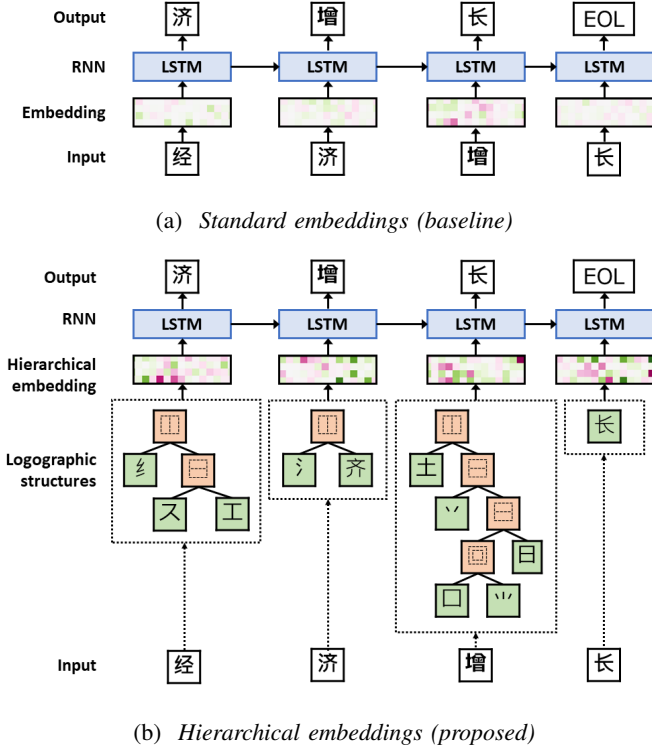 Output 济 增 长 EOL
RNN LSTM LSTM LSTM LSTM
Embedding
Input 经 济 增 长
(a) Standard embeddings (baseline)
Output 济 增 长 EOL
RNN LSTM LSTM LSTM LSTM
Hierarchical
embedding
Logographic
structures
纟 ス 工
氵 齐
土 丷 日 口 ⺌
长
Input 经 济 增 长
(b) Hierarchical embeddings (proposed)